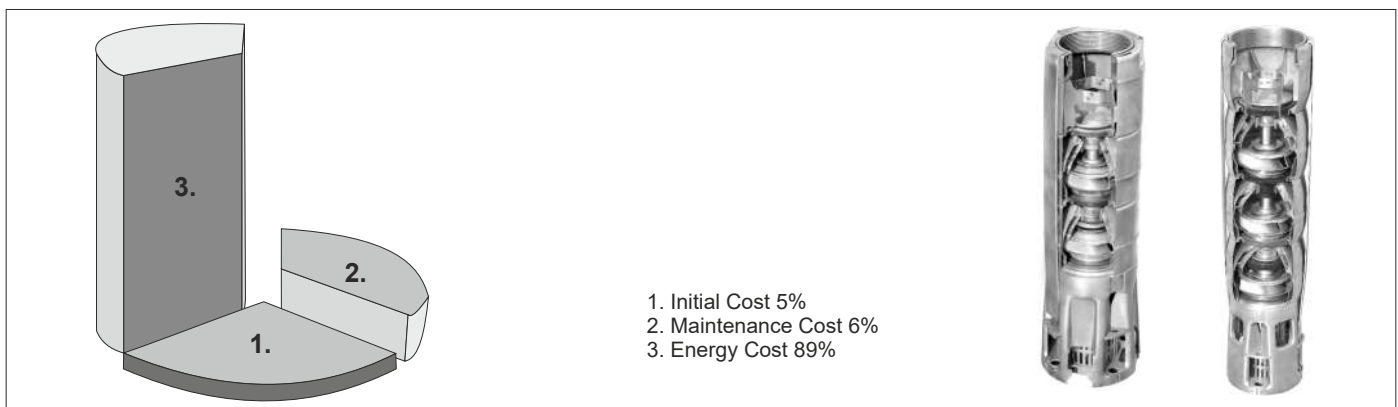 3.
2.
1.
1. Initial Cost 5%
2. Maintenance Cost 6%
3. Energy Cost 89%